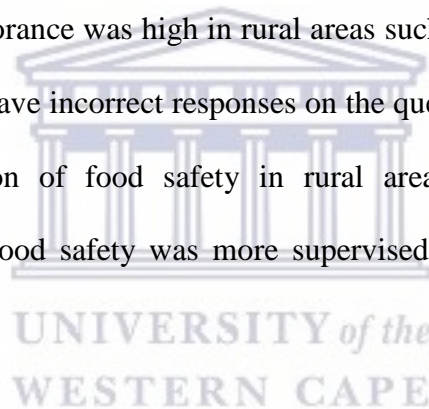 orance was high in rural areas such
ave incorrect responses on the que
on of food safety in rural area
ood safety was more supervised
UNIVERSITY of the
WESTERN CAPE